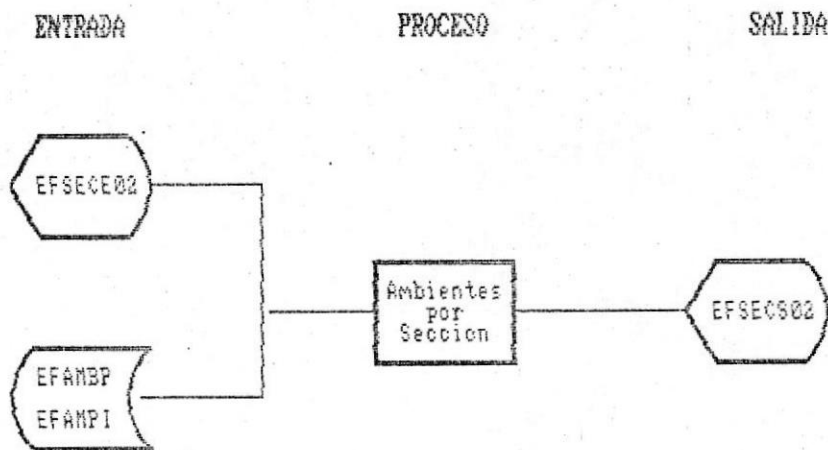 ENTRADA PROCESO SALIDA
EFSECE02
Ambientes
por
Seccion
EFSECS02
EFAMBP
EFAMPI